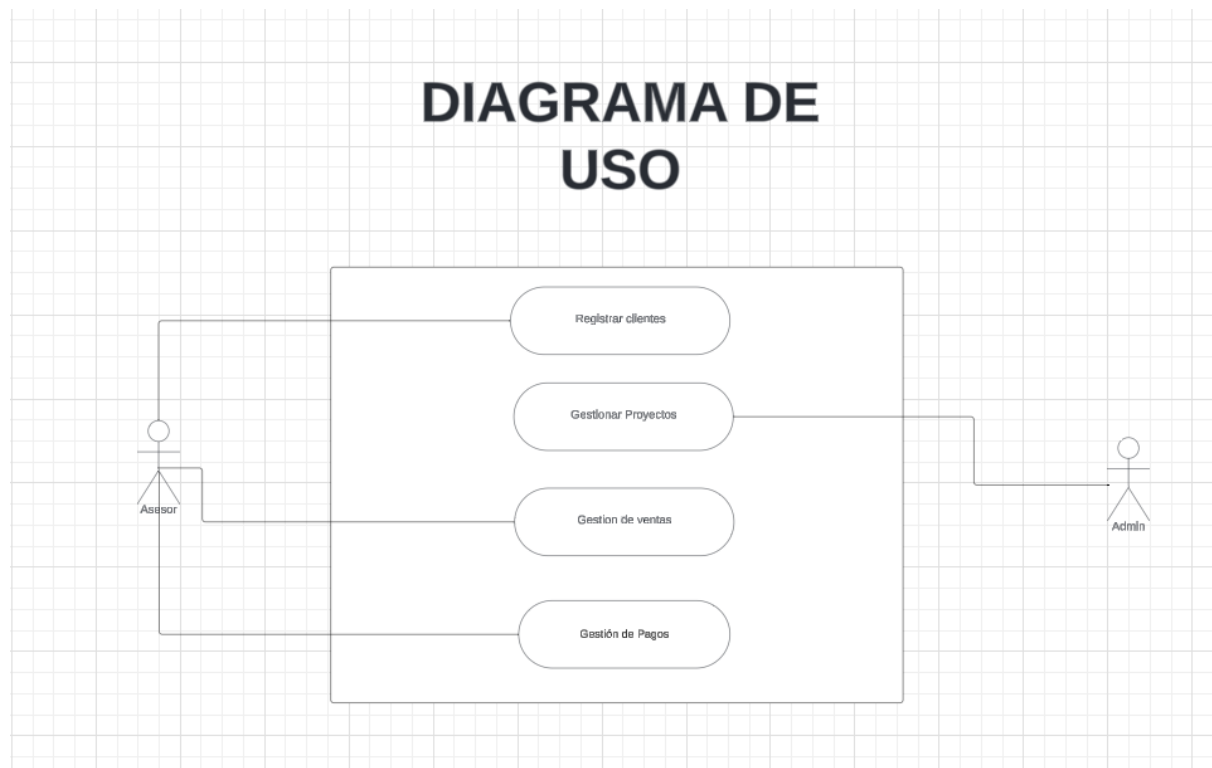 DIAGRAMA DE
USO
Registrar clientes
Gestionar Proyectos
Asesor
Gestion de ventas
Admin
Gestión de Pagos